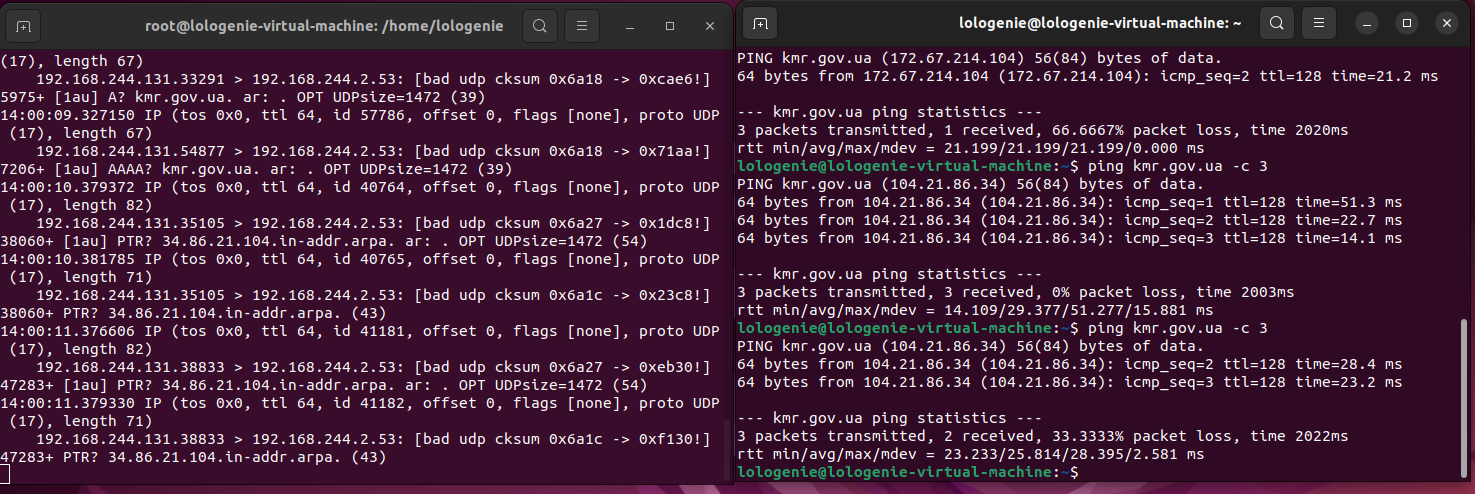 root@lologenie-virtual-machine: /home/lologenie
(17), length 67)
    192.168.244.131.33291 > 192.168.244.2.53: [bad udp cksum 0x6a18 -> 0xcae6!]
5975+ [1au] A? kmr.gov.ua. ar: . OPT UDPsize=1472 (39)
14:00:09.327150 IP (tos 0x0, ttl 64, id 57786, offset 0, flags [none], proto UDP
 (17), length 67)
    192.168.244.131.54877 > 192.168.244.2.53: [bad udp cksum 0x6a18 -> 0x71aa!]
7206+ [1au] AAAA? kmr.gov.ua. ar: . OPT UDPsize=1472 (39)
14:00:10.379372 IP (tos 0x0, ttl 64, id 40764, offset 0, flags [none], proto UDP
 (17), length 82)
    192.168.244.131.35105 > 192.168.244.2.53: [bad udp cksum 0x6a27 -> 0x1dc8!]
38060+ [1au] PTR? 34.86.21.104.in-addr.arpa. ar: . OPT UDPsize=1472 (54)
14:00:10.381785 IP (tos 0x0, ttl 64, id 40765, offset 0, flags [none], proto UDP
 (17), length 71)
    192.168.244.131.35105 > 192.168.244.2.53: [bad udp cksum 0x6a1c -> 0x23c8!]
38060+ PTR? 34.86.21.104.in-addr.arpa. (43)
14:00:11.376606 IP (tos 0x0, ttl 64, id 41181, offset 0, flags [none], proto UDP
 (17), length 82)
    192.168.244.131.38833 > 192.168.244.2.53: [bad udp cksum 0x6a27 -> 0xeb30!]
47283+ [1au] PTR? 34.86.21.104.in-addr.arpa. ar: . OPT UDPsize=1472 (54)
14:00:11.379330 IP (tos 0x0, ttl 64, id 41182, offset 0, flags [none], proto UDP
 (17), length 71)
    192.168.244.131.38833 > 192.168.244.2.53: [bad udp cksum 0x6a1c -> 0xf130!]
47283+ PTR? 34.86.21.104.in-addr.arpa. (43)
lologenie@lologenie-virtual-machine: ~
PING kmr.gov.ua (172.67.214.104) 56(84) bytes of data.
64 bytes from 172.67.214.104 (172.67.214.104): icmp_seq=2 ttl=128 time=21.2 ms
--- kmr.gov.ua ping statistics ---
3 packets transmitted, 1 received, 66.6667% packet loss, time 2020ms
rtt min/avg/max/mdev = 21.199/21.199/21.199/0.000 ms
lologenie@lologenie-virtual-machine:~$ ping kmr.gov.ua -c 3
PING kmr.gov.ua (104.21.86.34) 56(84) bytes of data.
64 bytes from 104.21.86.34 (104.21.86.34): icmp_seq=1 ttl=128 time=51.3 ms
64 bytes from 104.21.86.34 (104.21.86.34): icmp_seq=2 ttl=128 time=22.7 ms
64 bytes from 104.21.86.34 (104.21.86.34): icmp_seq=3 ttl=128 time=14.1 ms
--- kmr.gov.ua ping statistics ---
3 packets transmitted, 3 received, 0% packet loss, time 2003ms
rtt min/avg/max/mdev = 14.109/29.377/51.277/15.881 ms
lologenie@lologenie-virtual-machine:~$ ping kmr.gov.ua -c 3
PING kmr.gov.ua (104.21.86.34) 56(84) bytes of data.
64 bytes from 104.21.86.34 (104.21.86.34): icmp_seq=2 ttl=128 time=28.4 ms
64 bytes from 104.21.86.34 (104.21.86.34): icmp_seq=3 ttl=128 time=23.2 ms
--- kmr.gov.ua ping statistics ---
3 packets transmitted, 2 received, 33.3333% packet loss, time 2022ms
rtt min/avg/max/mdev = 23.233/25.814/28.395/2.581 ms
lologenie@lologenie-virtual-machine:~$